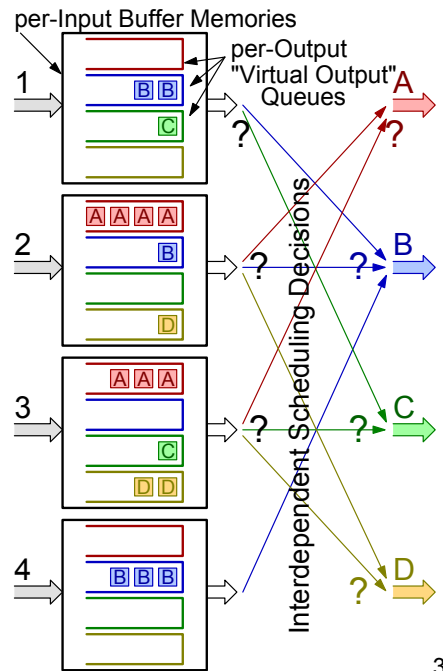 per-Input Buffer Memories
per-Output
"Virtual Output"
Queues
1
B B
C
?
A
?
2
A A A A
B
D
?
?
B
3
A A A
C
D D
?
?
C
4
B B B
?
D
Interdependent Scheduling Decisions
3